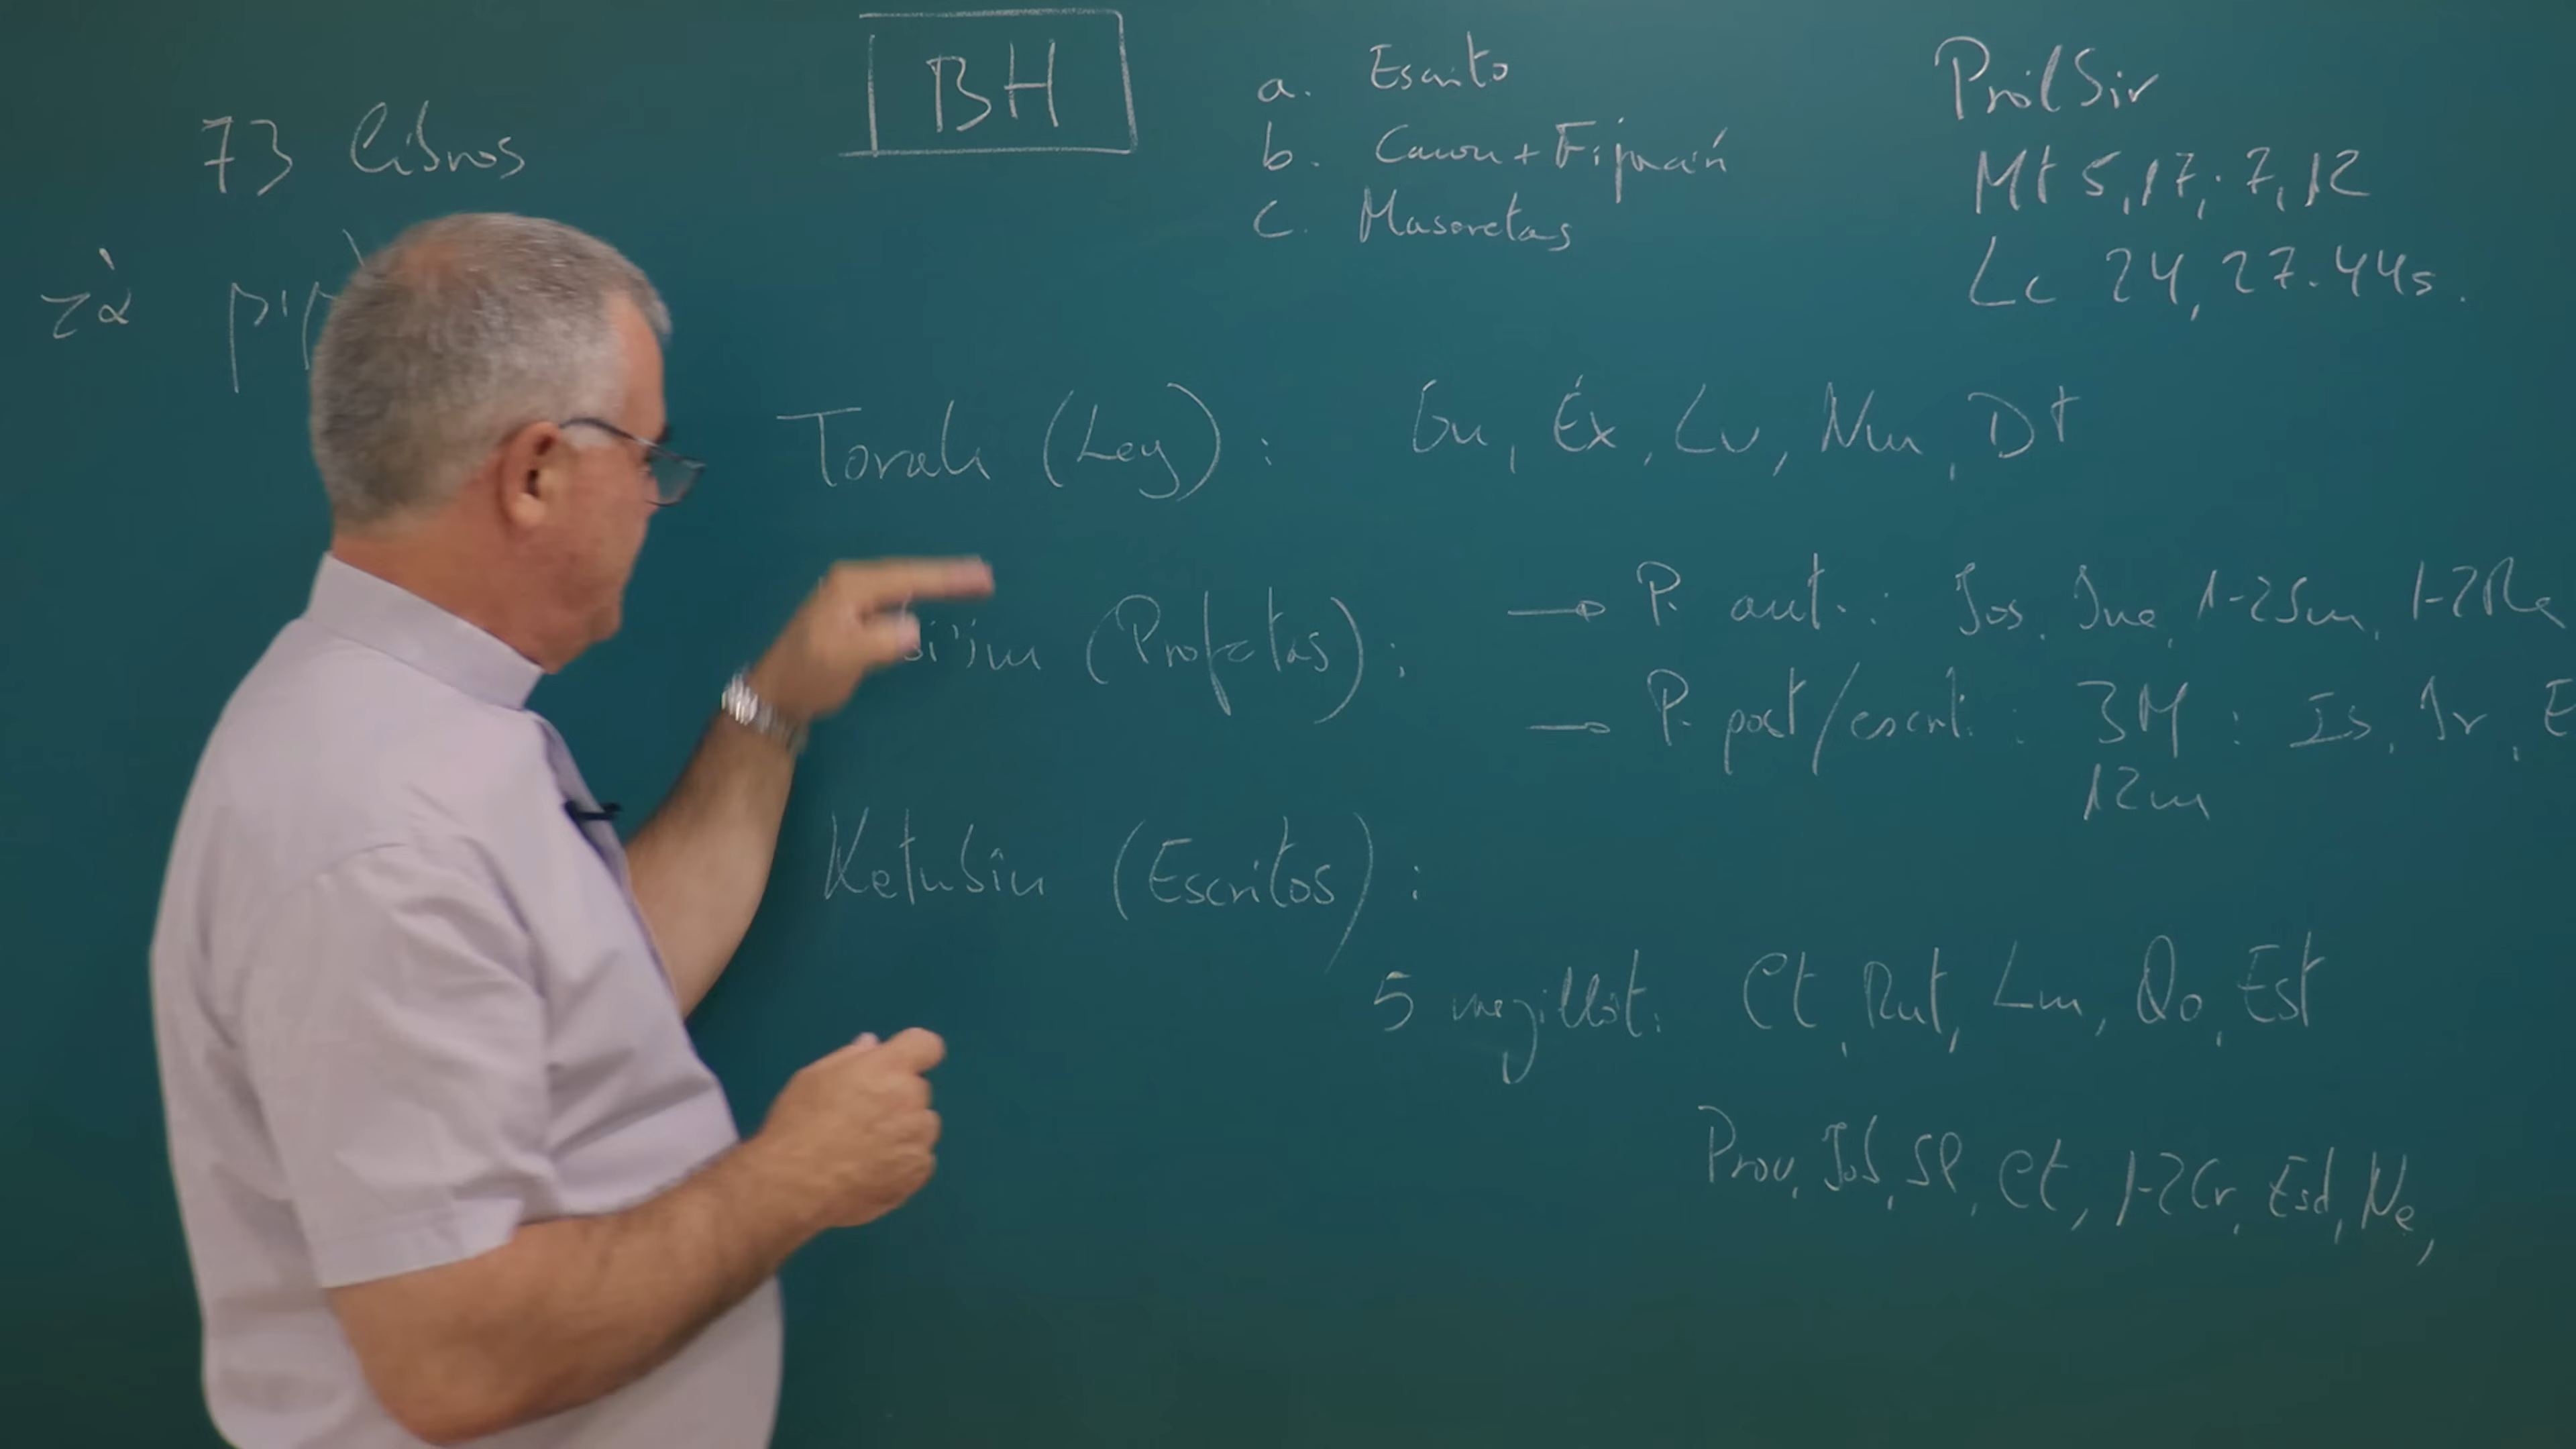 73 libros
τὰ
BH
a. Escrito
b. Canon + Fijación
c. Masoretas
ProlSir
Mt 5,17; 7,12
Lc 24,27.44s.
Torah (Ley): Gn, Éx, Lv, Nm, Dt
(Profetas):
→ P. ant.: Jos, Jue, 1-2Sm, 1-2Re
→ P. post/escrit.: 3M: Is, Jr, E
12m
Ketubîm (Escritos):
5 megillot: Ct, Rut, Lm, Qo, Est
Prov, Job, Sl, Ct, 1-2Cr, Esd, Ne,